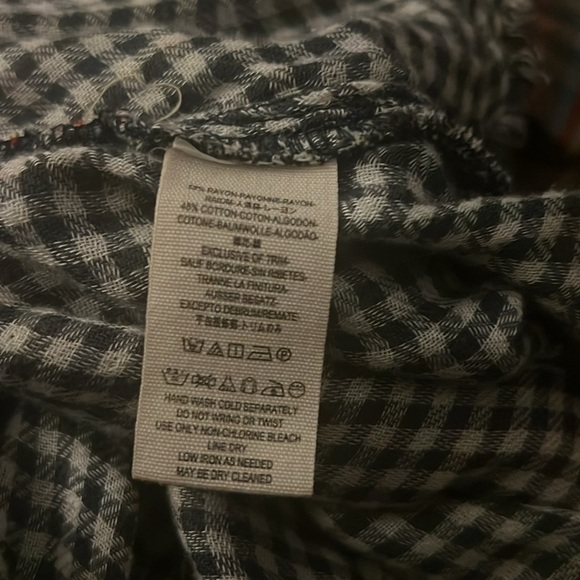 RAYON-RAYONNE-RAYON-
45% COTTON-COTON-ALGODÓN-
COTONE-BAUMWOLLE-ALGODÃO-
EXCLUSIVE OF TRIM-
SAUF BORDURE-SIN RIBETES-
TRANNE LA FINITURA-
AUSSER BESATZ-
EXCEPTO DEBRUM/REMATE-
HAND WASH COLD SEPARATELY
DO NOT WRING OR TWIST
USE ONLY NON-CHLORINE BLEACH
LINE DRY
LOW IRON AS NEEDED
MAY BE DRY CLEANED